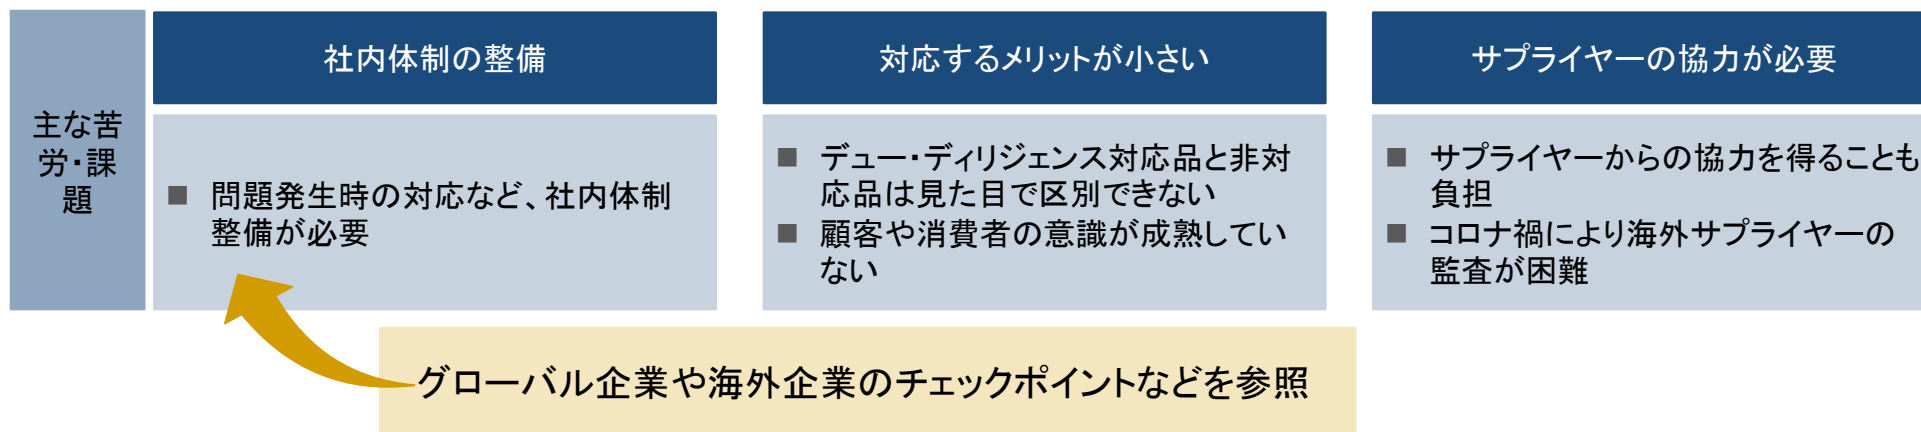 主な苦
労・課
題
社内体制の整備
■ 問題発生時の対応など、社内体制
整備が必要
対応するメリットが小さい
■ デュー・ディリジェンス対応品と非対
応品は見た目で区別できない
■ 顧客や消費者の意識が成熟してい
ない
サプライヤーの協力が必要
■ サプライヤーからの協力を得ることも
負担
■ コロナ禍により海外サプライヤーの
監査が困難
グローバル企業や海外企業のチェックポイントなどを参照